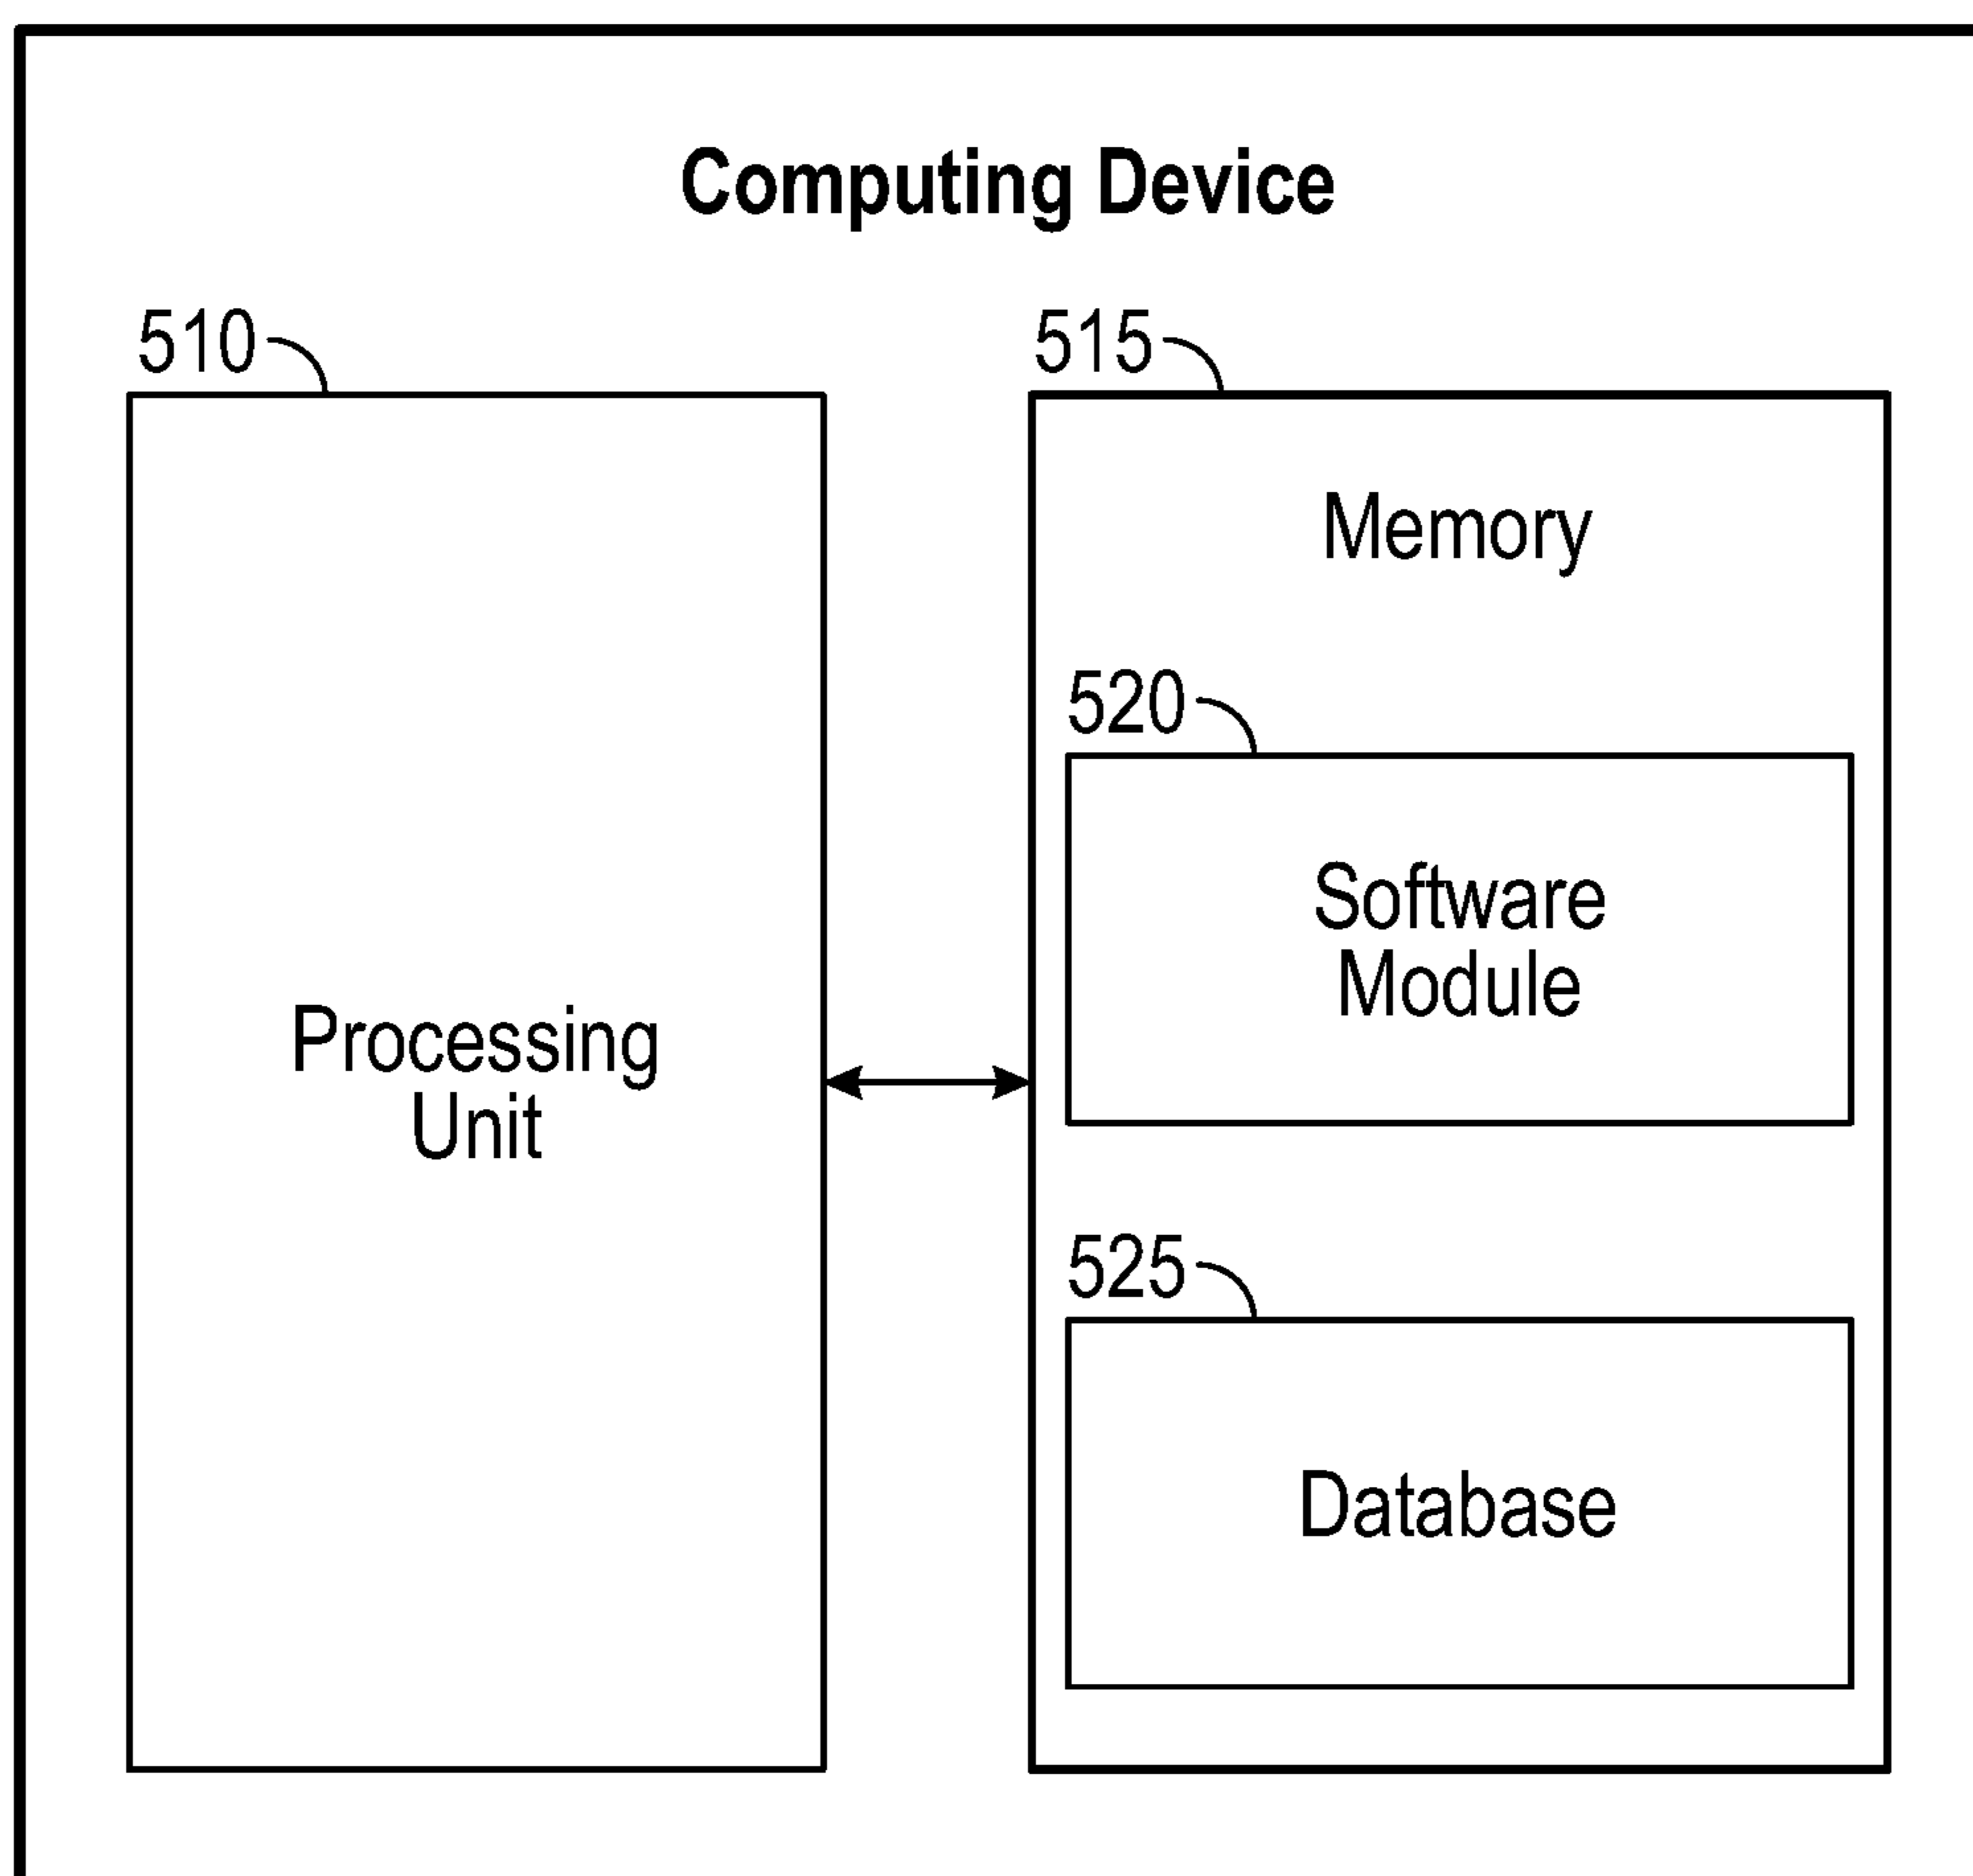 Computing Device
510
515
Memory
520
Software
Module
Processing
Unit
525
Database